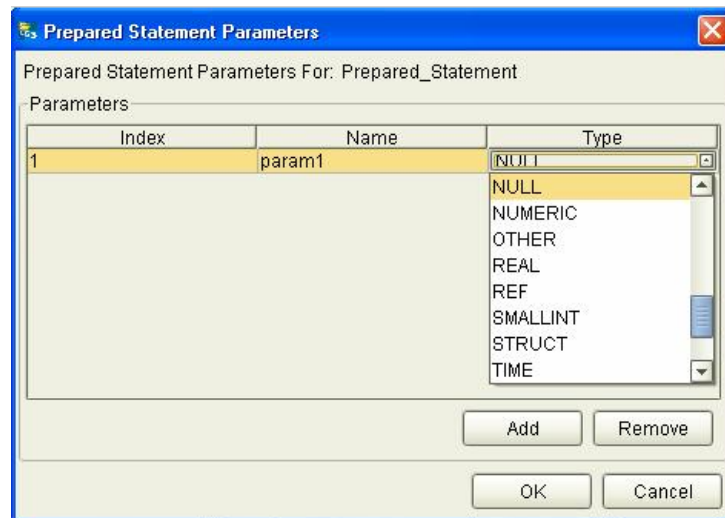 Prepared Statement Parameters
Prepared Statement Parameters For: Prepared_Statement
Parameters
Index Name Type
1 param1 NULL
NULL
NUMERIC
OTHER
REAL
REF
SMALLINT
STRUCT
TIME
Add Remove
OK Cancel